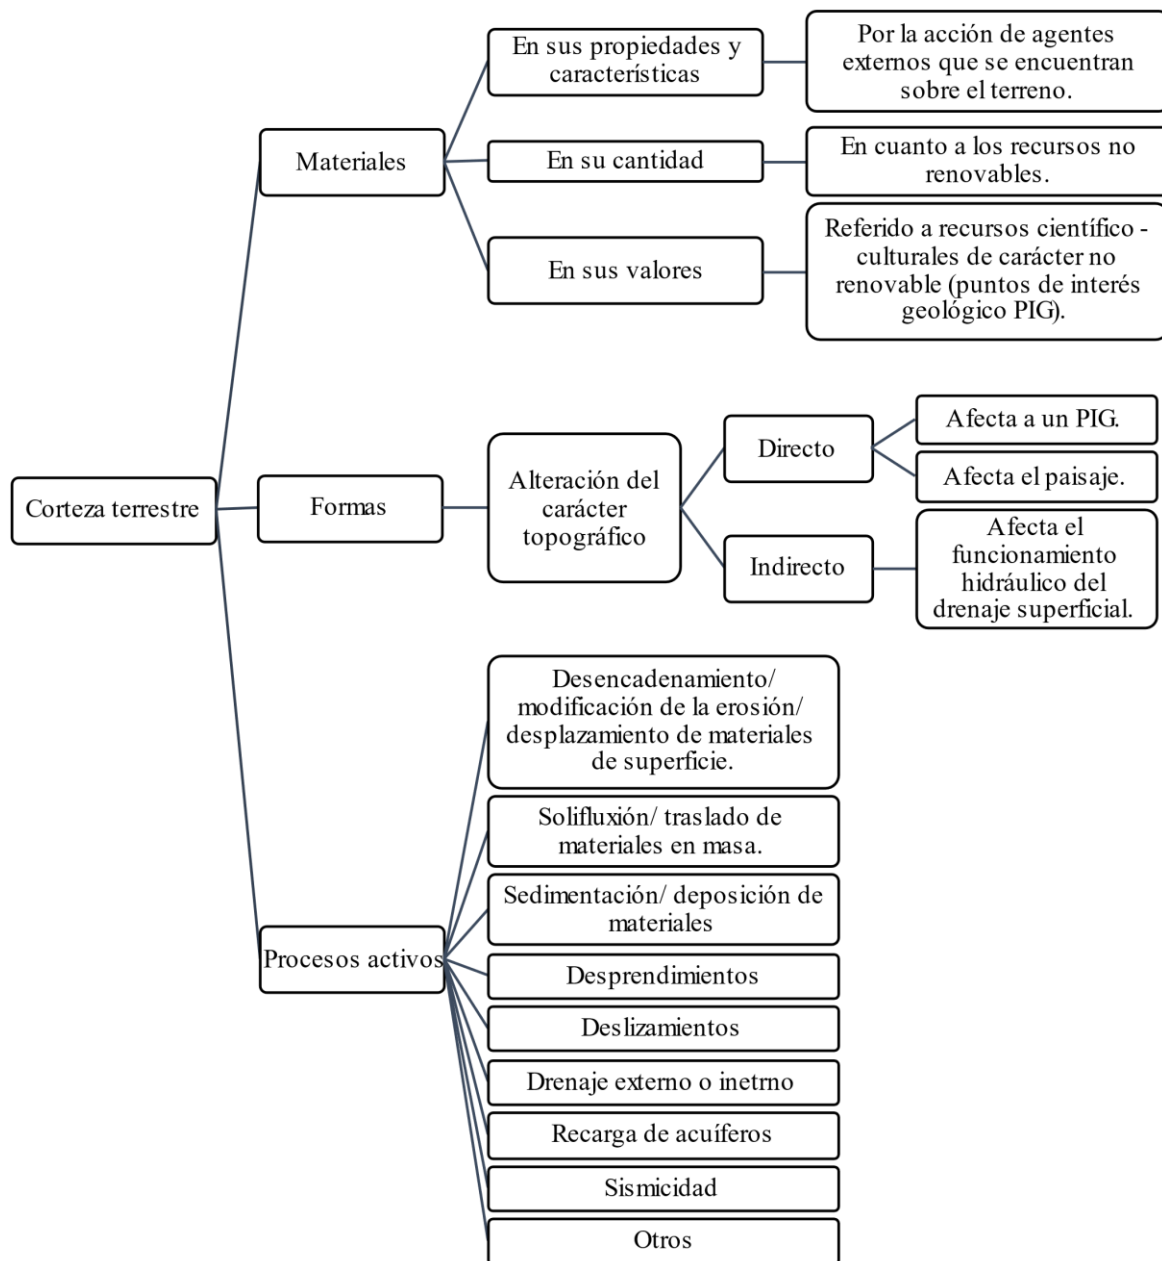 En sus propiedades y
características
Por la acción de agentes
externos que se encuentran
sobre el terreno.
Materiales
En su cantidad
En cuanto a los recursos no
renovables.
En sus valores
Referido a recursos científico -
culturales de carácter no
renovable (puntos de interés
geológico PIG).
Corteza terrestre
Formas
Alteración del
carácter
topográfico
Directo
Afecta a un PIG.
Afecta el paisaje.
Indirecto
Afecta el
funcionamiento
hidráulico del
drenaje superficial.
Procesos activos
Desencadenamiento/
modificación de la erosión/
desplazamiento de materiales
de superficie.
Solifluxión/ traslado de
materiales en masa.
Sedimentación/ deposición de
materiales
Desprendimientos
Deslizamientos
Drenaje externo o inetrno
Recarga de acuíferos
Sismicidad
Otros